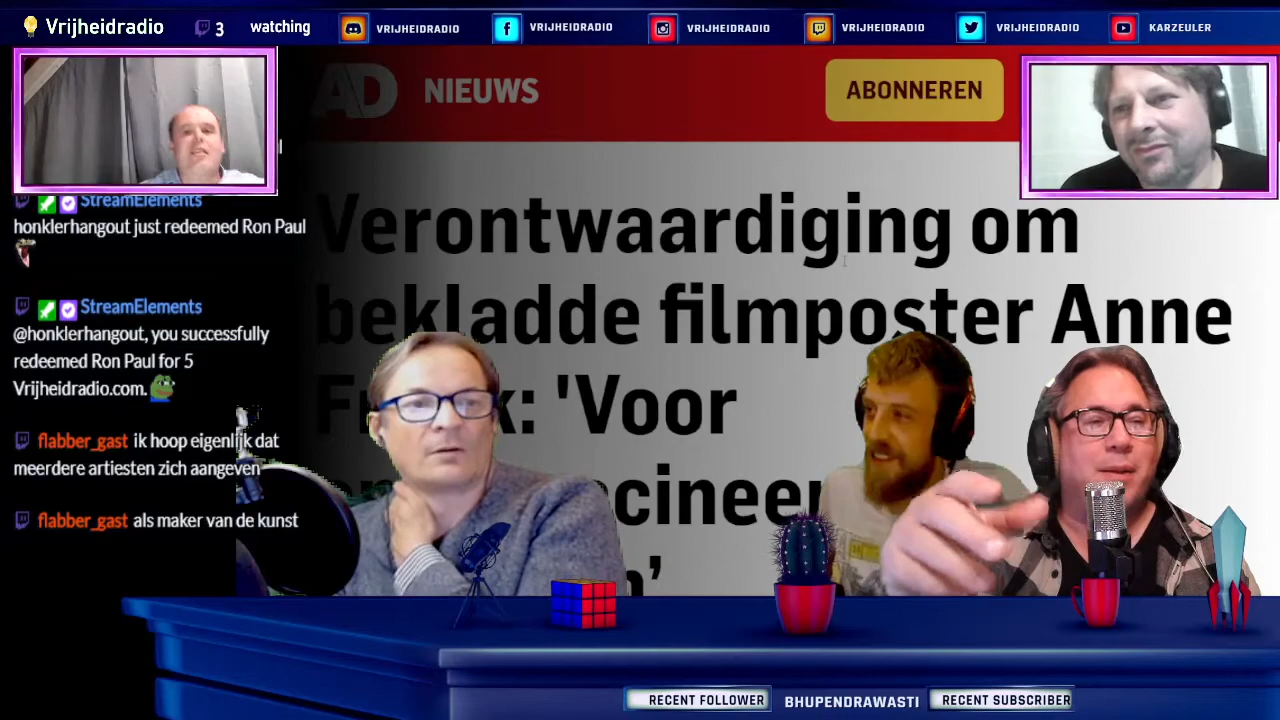 Vrijheidradio
3
watching
VRIJHEIDRADIO
VRIJHEIDRADIO
VRIJHEIDRADIO
VRIJHEIDRADIO
VRIJHEIDRADIO
KARZEULER
AD NIEUWS
ABONNEREN
Verontwaardiging om
bekladde filmposter Anne
'Voor
StreamElements
honklerhangout just redeemed Ron Paul
StreamElements
@honklerhangout, you successfully
redeemed Ron Paul for 5
Vrijheidradio.com.
flabber_gast ik hoop eigenlijk dat
meerdere artiesten zich aangeven
flabber_gast als maker van de kunst
RECENT FOLLOWER
BHUPENDRAWASTI
RECENT SUBSCRIBER